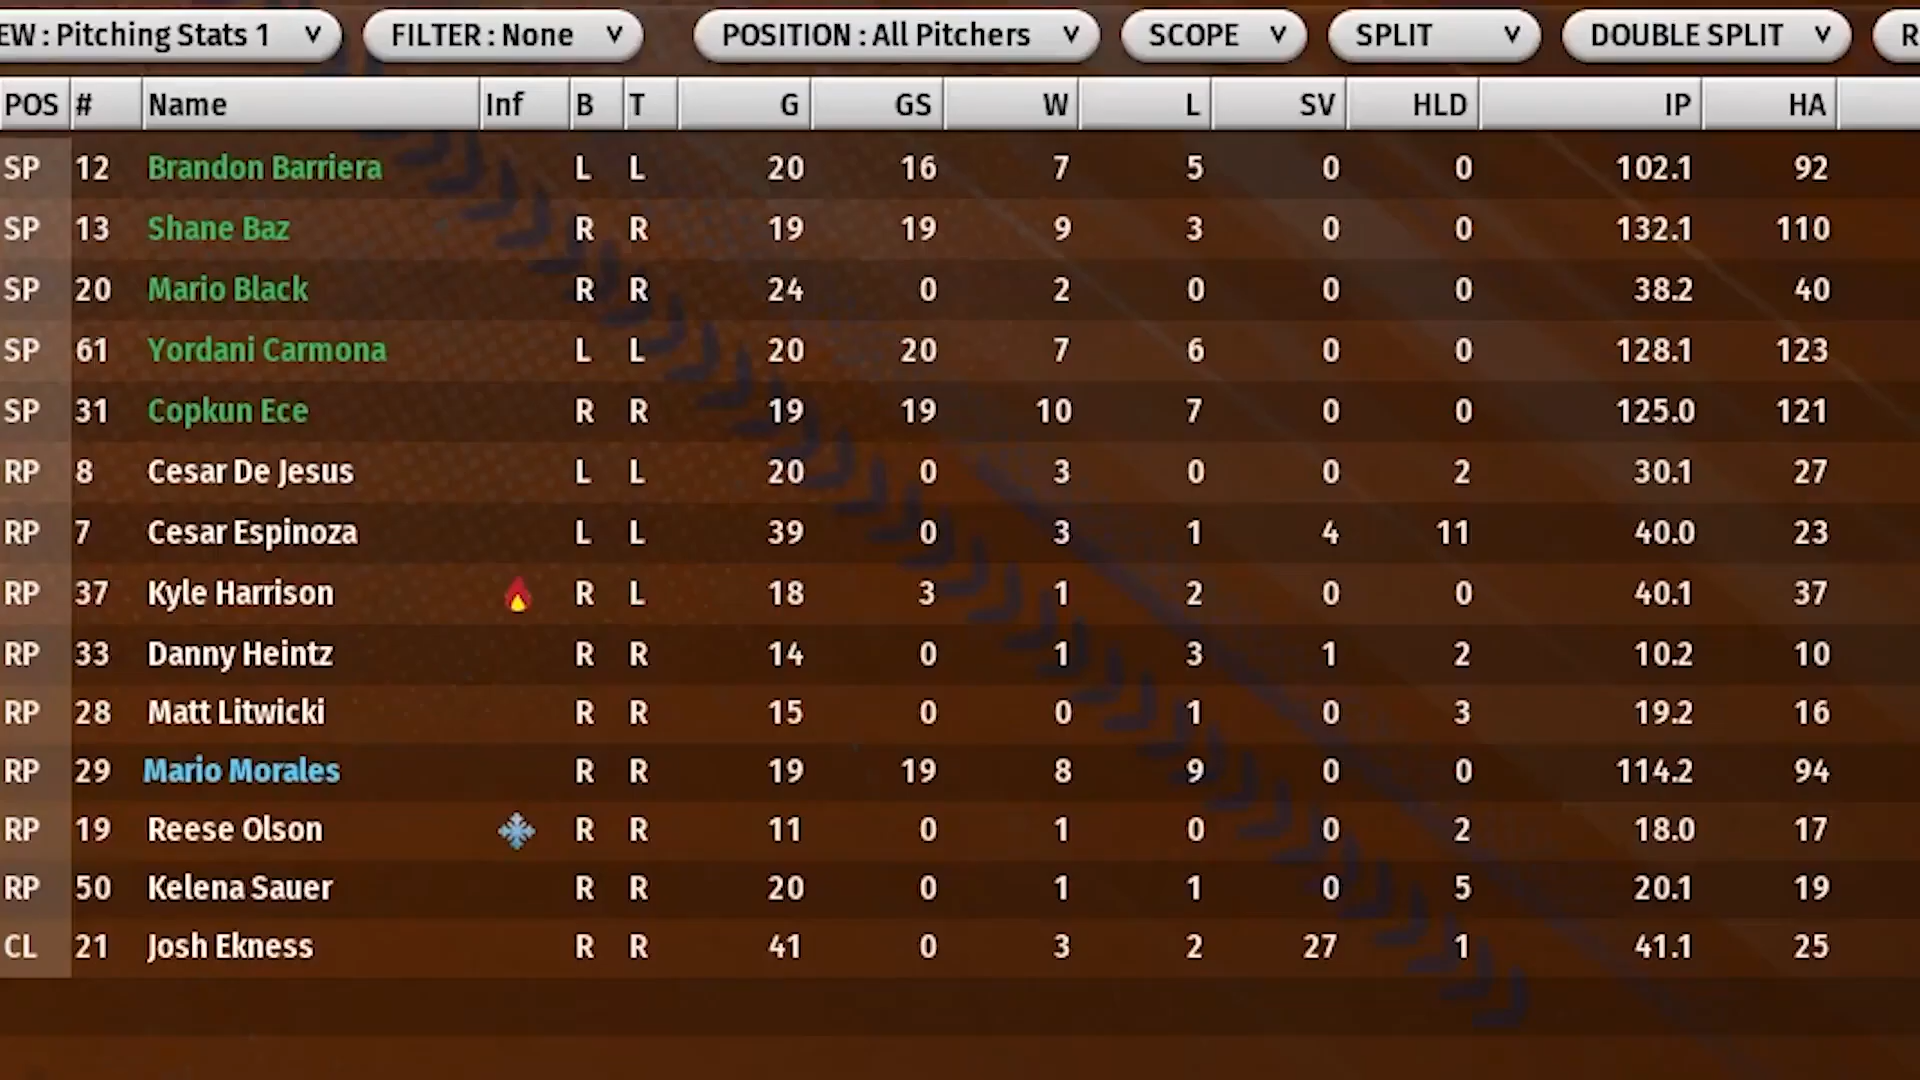 EW : Pitching Stats 1 v FILTER : None v POSITION : All Pitchers v SCOPE v SPLIT v DOUBLE SPLIT v R
POS # Name Inf B T G GS W L SV HLD IP HA
SP 12 Brandon Barriera L L 20 16 7 5 0 0 102.1 92
SP 13 Shane Baz R R 19 19 9 3 0 0 132.1 110
SP 20 Mario Black R R 24 0 2 0 0 0 38.2 40
SP 61 Yordani Carmona L L 20 20 7 6 0 0 128.1 123
SP 31 Copkun Ece R R 19 19 10 7 0 0 125.0 121
RP 8 Cesar De Jesus L L 20 0 3 0 0 2 30.1 27
RP 7 Cesar Espinoza L L 39 0 3 1 4 11 40.0 23
RP 37 Kyle Harrison R L 18 3 1 2 0 0 40.1 37
RP 33 Danny Heintz R R 14 0 1 3 1 2 10.2 10
RP 28 Matt Litwicki R R 15 0 0 1 0 3 19.2 16
RP 29 Mario Morales R R 19 19 8 9 0 0 114.2 94
RP 19 Reese Olson R R 11 0 1 0 0 2 18.0 17
RP 50 Kelena Sauer R R 20 0 1 1 0 5 20.1 19
CL 21 Josh Ekness R R 41 0 3 2 27 1 41.1 25